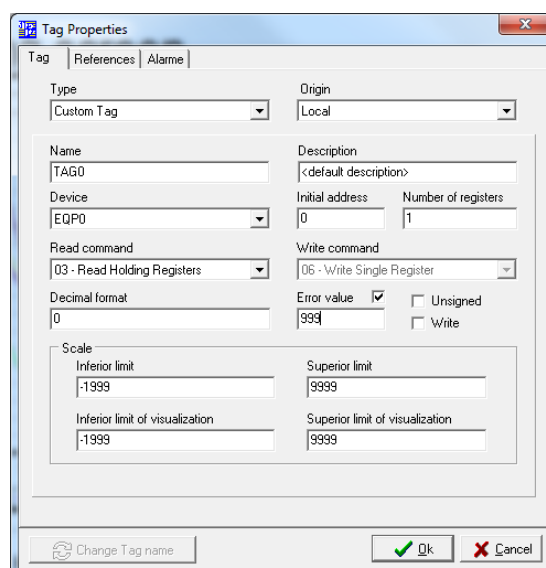 Tag Properties
Tag References Alarme
Type Origin
Custom Tag Local
Name Description
TAG0 <default description>
Device Initial address Number of registers
EQP0 0 1
Read command Write command
03 - Read Holding Registers 06 - Write Single Register
Decimal format Error value Unsigned
0 999 Write
Scale
Inferior limit Superior limit
-1999 9999
Inferior limit of visualization Superior limit of visualization
-1999 9999
Change Tag name Ok Cancel